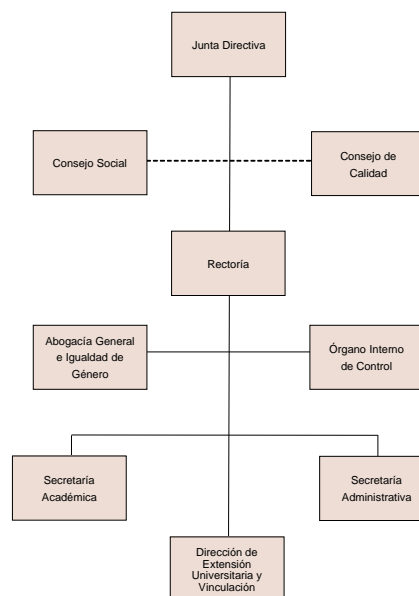 Junta Directiva
Consejo Social
Consejo de
Calidad
Rectoría
Abogacía General
e Igualdad de
Género
Órgano Interno
de Control
Secretaría
Académica
Secretaría
Administrativa
Dirección de
Extensión
Universitaria y
Vinculación